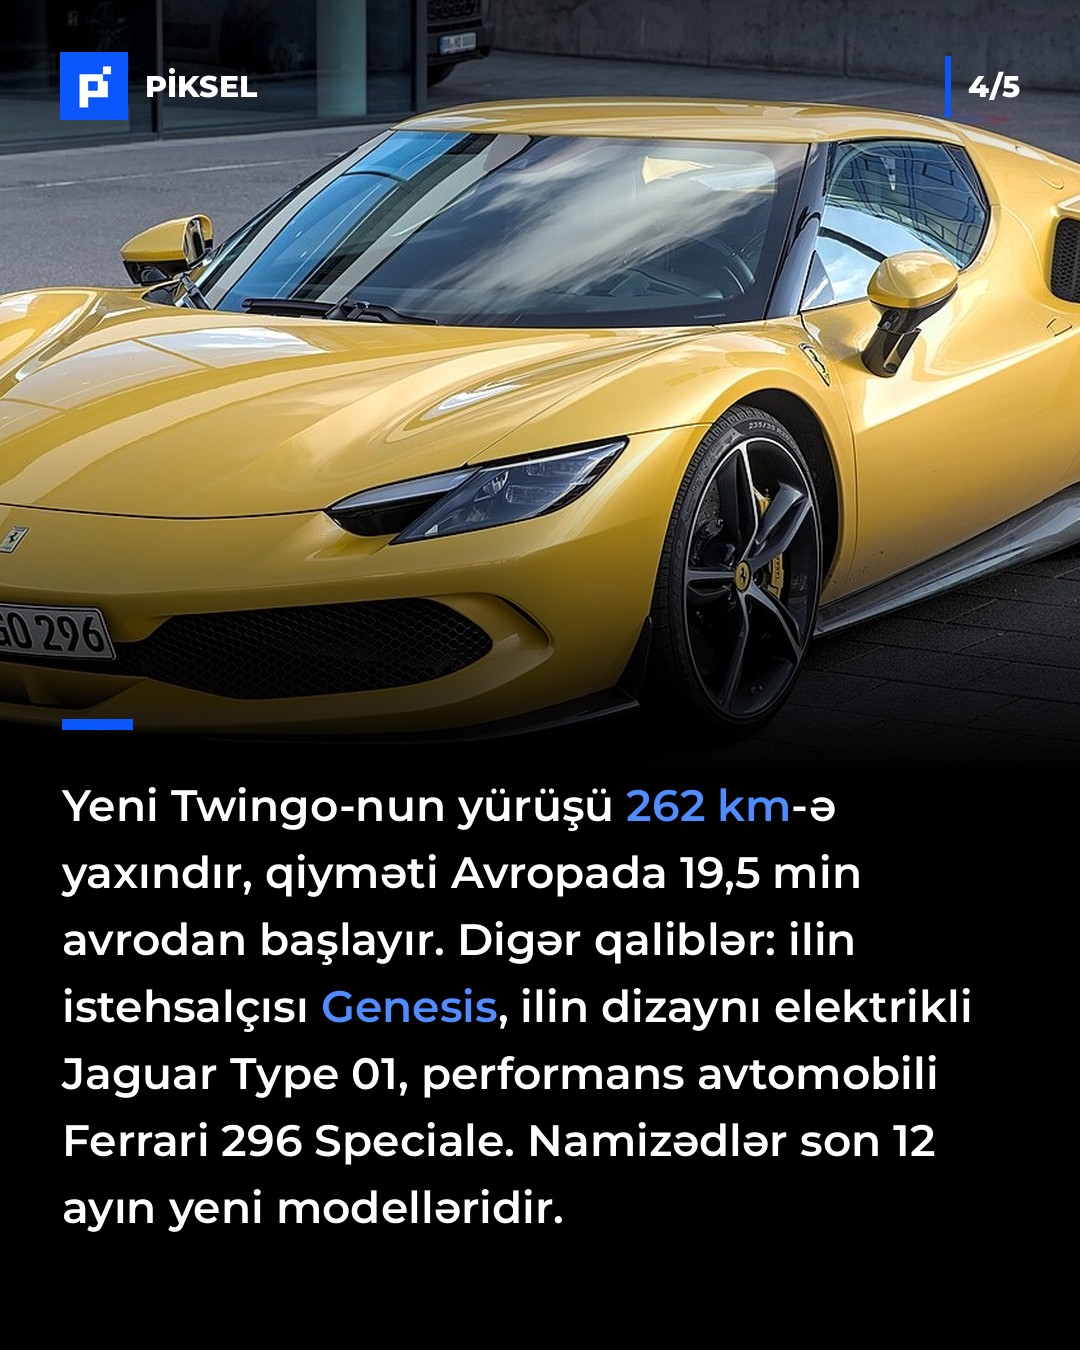 PİKSEL
4/5
235/35
GO 296
Yeni Twingo-nun yürüşü 262 km-ə
yaxındır, qiyməti Avropada 19,5 min
avrodan başlayır. Digər qaliblər: ilin
istehsalçısı Genesis, ilin dizaynı elektrikli
Jaguar Type 01, performans avtomobili
Ferrari 296 Speciale. Namizədlər son 12
ayın yeni modelləridir.